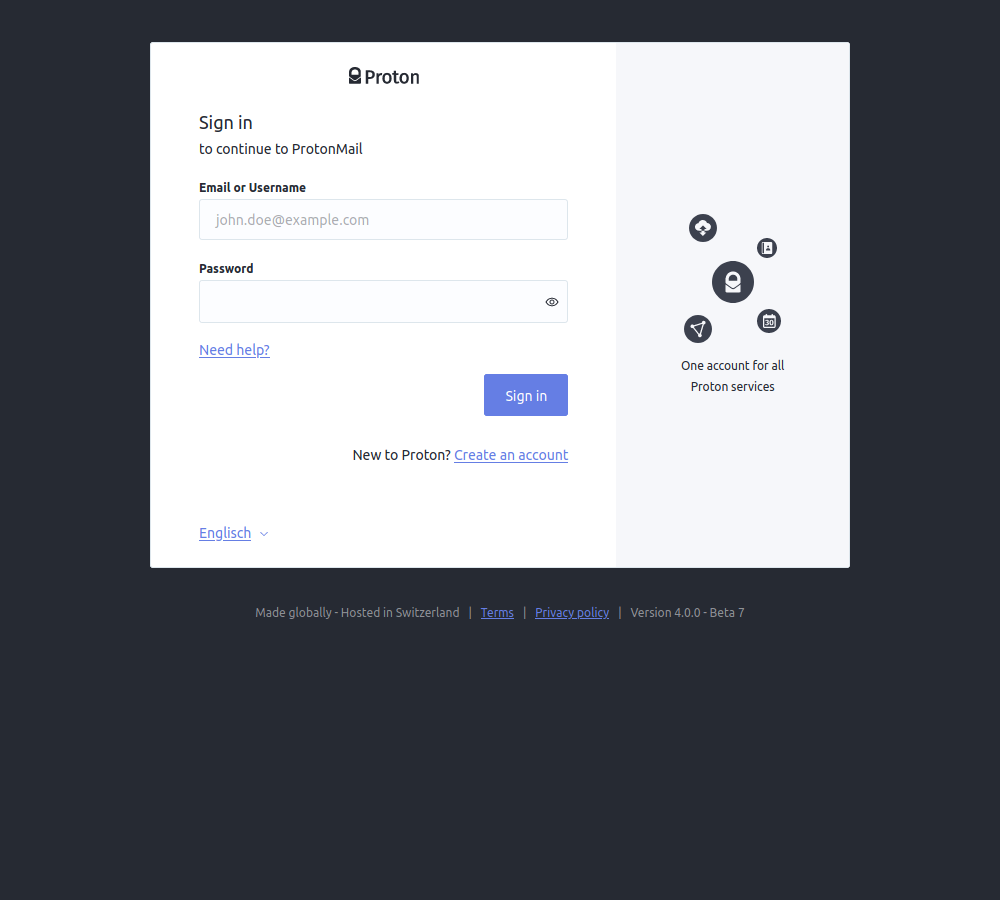 Proton
Sign in
to continue to ProtonMail
Email or Username
john.doe@example.com
Password
Need help?
Sign in
New to Proton? Create an account
Englisch
30
One account for all
Proton services
Made globally - Hosted in Switzerland | Terms | Privacy policy | Version 4.0.0 - Beta 7